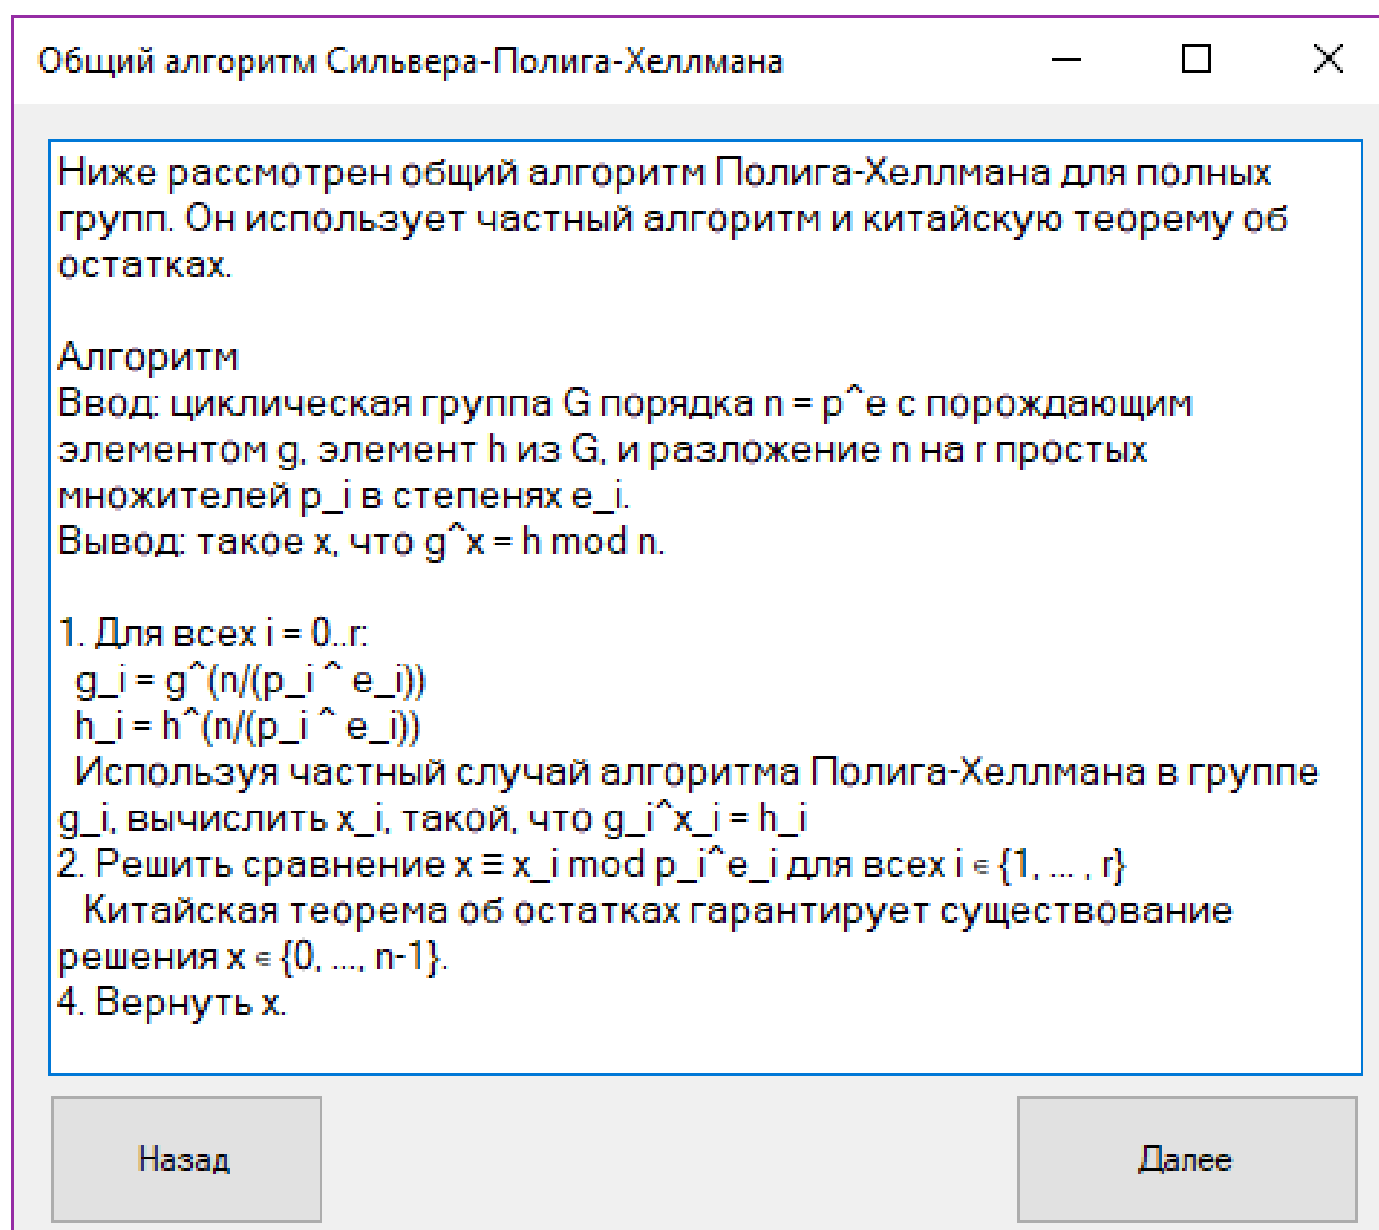 Общий алгоритм Сильвера-Полига-Хеллмана
Ниже рассмотрен общий алгоритм Полига-Хеллмана для полных
групп. Он использует частный алгоритм и китайскую теорему об
остатках.
Алгоритм
Ввод: циклическая группа G порядка n = p^e с порождающим
элементом g, элемент h из G, и разложение n на r простых
множителей p_i в степенях e_i.
Вывод: такое x, что g^x = h mod n.
1. Для всех i = 0..r:
g_i = g^(n/(p_i ^ e_i))
h_i = h^(n/(p_i ^ e_i))
Используя частный случай алгоритма Полига-Хеллмана в группе
g_i, вычислить x_i, такой, что g_i^x_i = h_i
2. Решить сравнение x ≡ x_i mod p_i^e_i для всех i ∈ {1, ... , r}
Китайская теорема об остатках гарантирует существование
решения x ∈ {0, ..., n-1}.
4. Вернуть x.
Назад
Далее